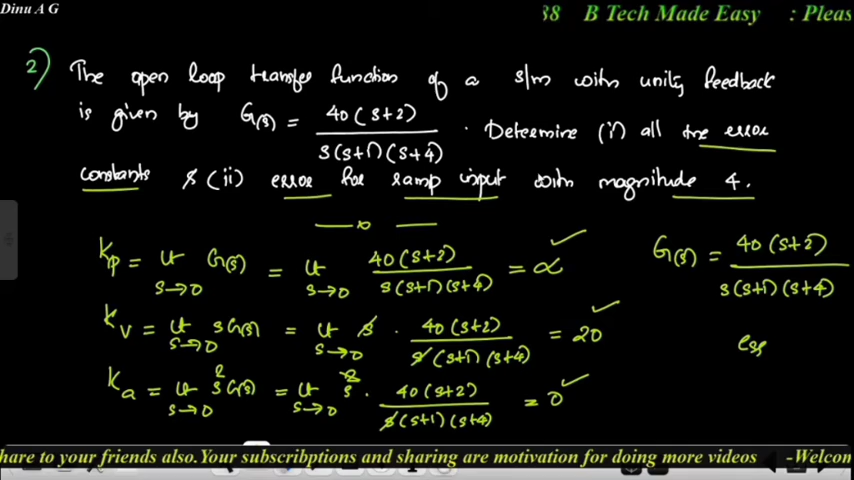 Dinu A G
38 B Tech Made Easy : Pleas
2) The open loop transfer function of a s/m with unity feedback
is given by G(s) = 40(s+2) / s(s+1)(s+4) . Determine (i) all the error
constants & (ii) error for ramp input with magnitude 4.
Kp = Lt s→0 G(s) = Lt s→0 40(s+2) / s(s+1)(s+4) = α ✓
G(s) = 40(s+2) / s(s+1)(s+4)
Kv = Lt s→0 sG(s) = Lt s→0 s · 40(s+2) / s(s+1)(s+4) = 20 ✓
ess
Ka = Lt s→0 s²G(s) = Lt s→0 s² · 40(s+2) / s(s+1)(s+4) = 0 ✓
hare to your friends also.Your subscribptions and sharing are motivation for doing more videos -Welcom